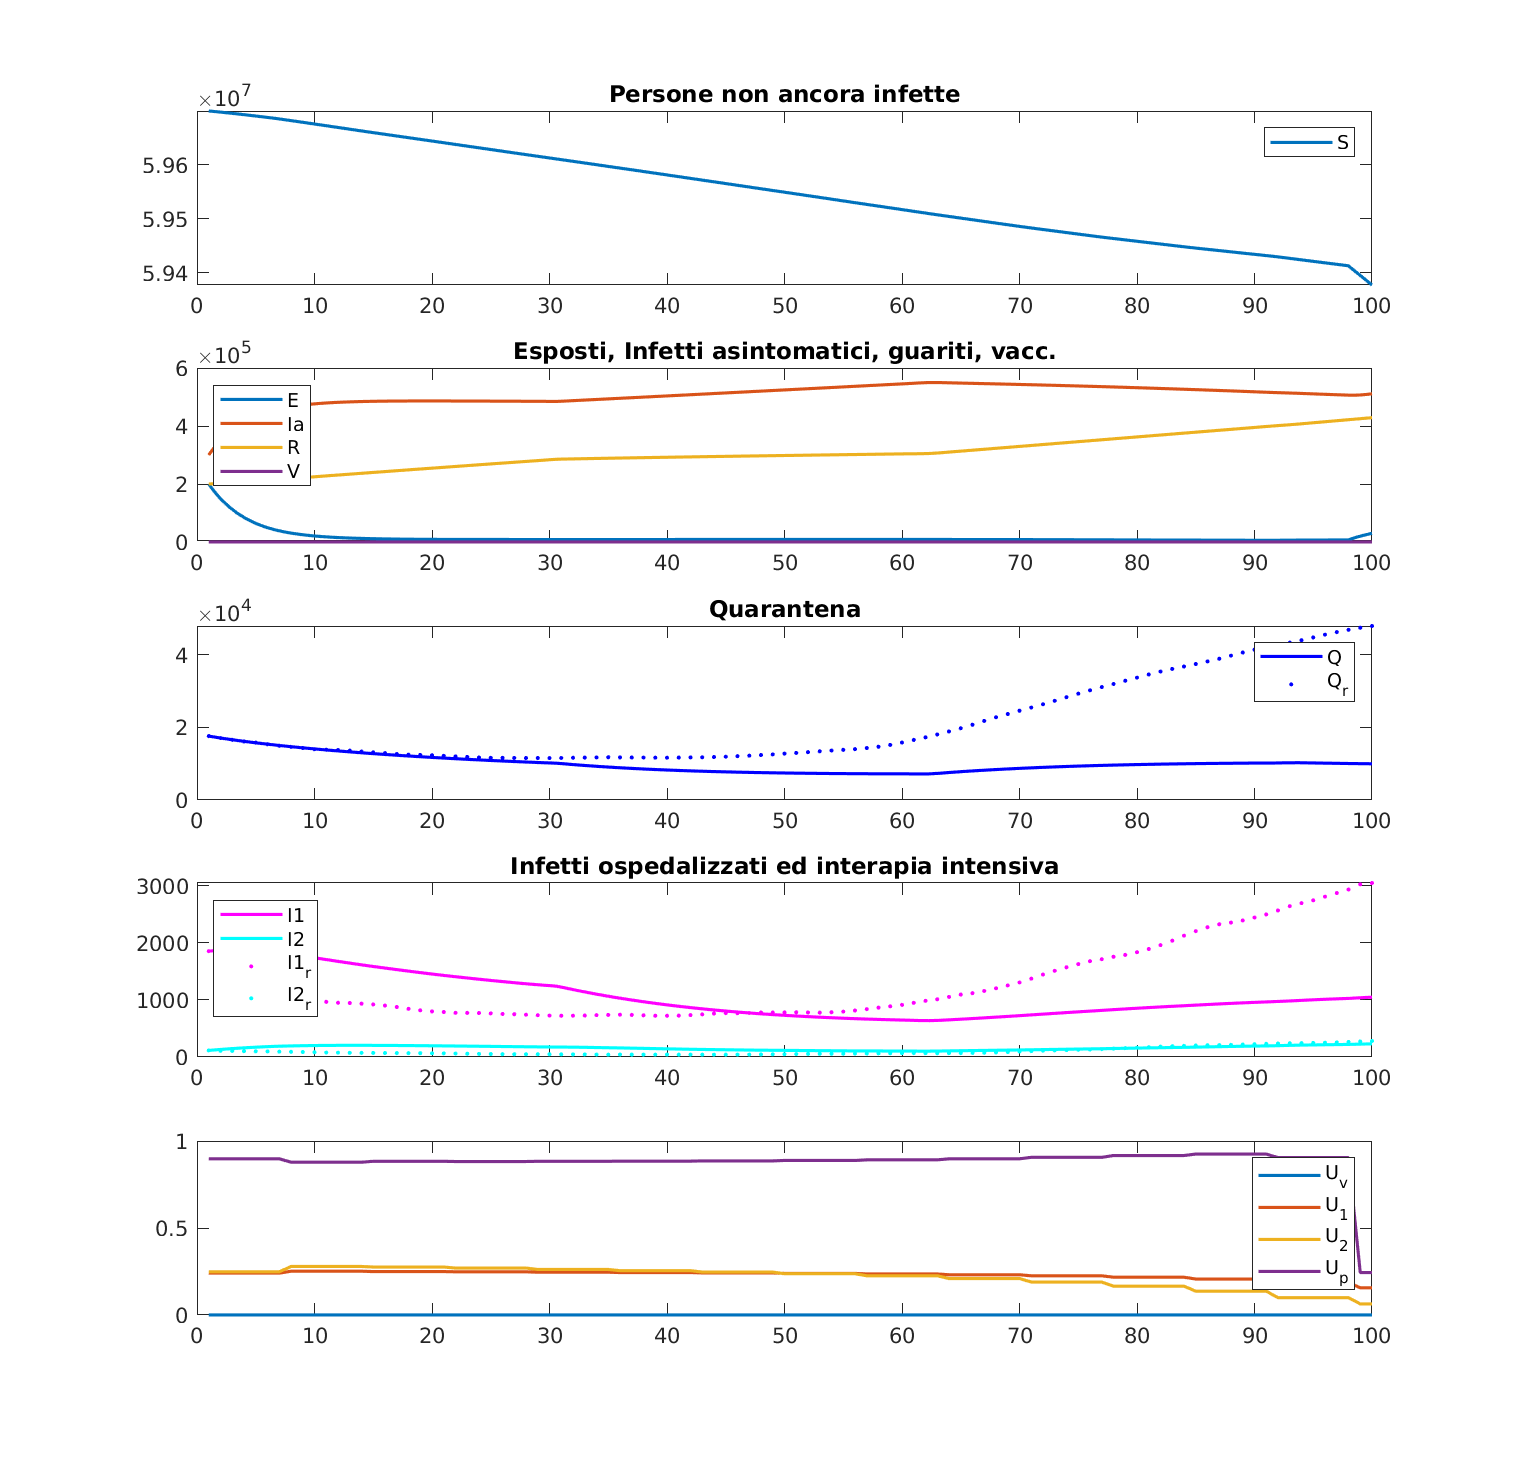 ×10^7
Persone non ancora infette
S
5.96
5.95
5.94
0 10 20 30 40 50 60 70 80 90 100
×10^5
Esposti, Infetti asintomatici, guariti, vacc.
6
E
Ia
4
R
V
2
0
0 10 20 30 40 50 60 70 80 90 100
×10^4
Quarantena
Q
4
Q_r
2
0
0 10 20 30 40 50 60 70 80 90 100
Infetti ospedalizzati ed interapia intensiva
3000
I1
I2
2000
I1_r
I2_r
1000
0
0 10 20 30 40 50 60 70 80 90 100
1
U_v
U_1
0.5
U_2
U_p
0
0 10 20 30 40 50 60 70 80 90 100